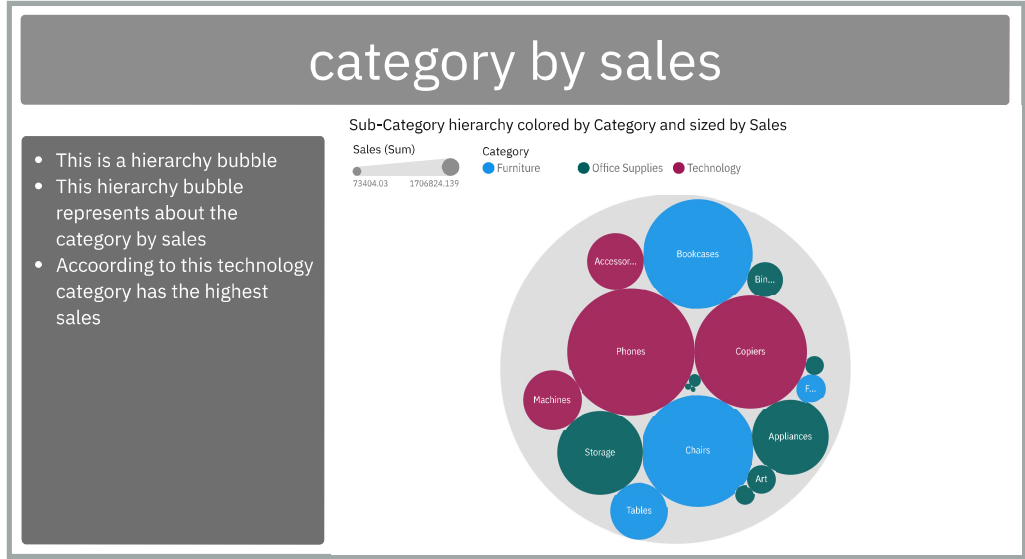 category by sales
Sub-Category hierarchy colored by Category and sized by Sales
Sales (Sum)
73404.03 1706824.139
Category
Furniture Office Supplies Technology
• This is a hierarchy bubble
• This hierarchy bubble
represents about the
category by sales
• Accoording to this technology
category has the highest
sales
Bookcases
Accessor...
Bin...
Phones
Copiers
F...
Machines
Appliances
Storage
Chairs
Art
Tables